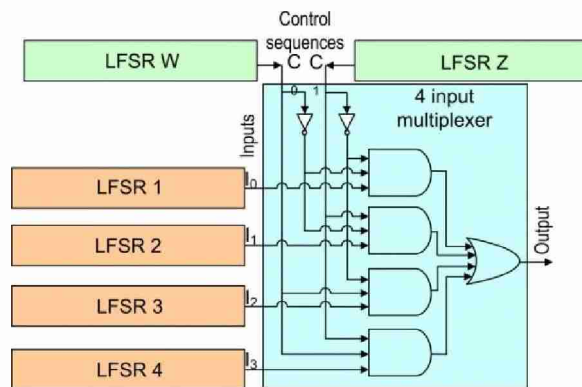 Control
sequences
LFSR W
C C
LFSR Z
0 1
4 input
multiplexer
Inputs
LFSR 1
I0
LFSR 2
I1
LFSR 3
I2
LFSR 4
I3
Output